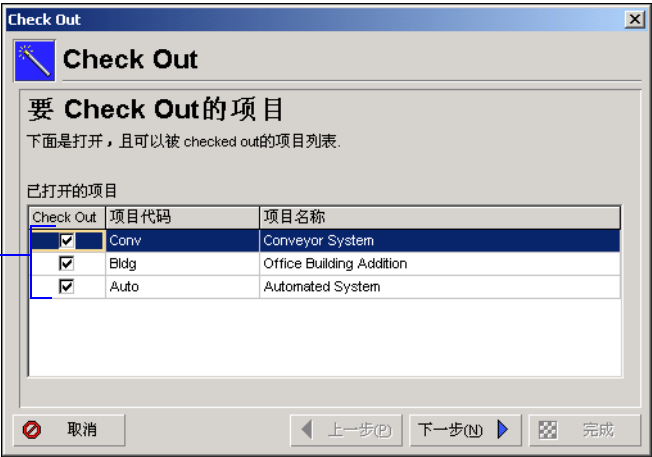 Check Out
Check Out
要 Check Out的项目
下面是打开，且可以被 checked out的项目列表.
已打开的项目
Check Out 项目代码 项目名称
Conv Conveyor System
Bldg Office Building Addition
Auto Automated System
取消 上一步(P) 下一步(N) 完成